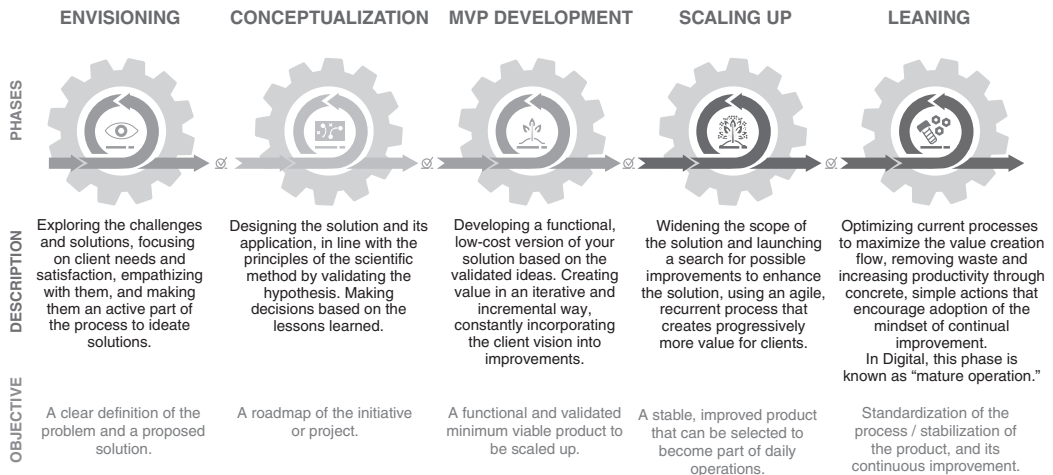 ENVISIONING
CONCEPTUALIZATION
MVP DEVELOPMENT
SCALING UP
LEANING
PHASES
DESCRIPTION
Exploring the challenges
and solutions, focusing
on client needs and
satisfaction, empathizing
with them, and making
them an active part of
the process to ideate
solutions.
Designing the solution and its
application, in line with the
principles of the scientific
method by validating the
hypothesis. Making
decisions based on the
lessons learned.
Developing a functional,
low-cost version of your
solution based on the
validated ideas. Creating
value in an iterative and
incremental way,
constantly incorporating
the client vision into
improvements.
Widening the scope of
the solution and launching
a search for possible
improvements to enhance
the solution, using an agile,
recurrent process that
creates progressively
more value for clients.
Optimizing current processes
to maximize the value creation
flow, removing waste and
increasing productivity through
concrete, simple actions that
encourage adoption of the
mindset of continual
improvement.
In Digital, this phase is
known as “mature operation.”
OBJECTIVE
A clear definition of the
problem and a proposed
solution.
A roadmap of the initiative
or project.
A functional and validated
minimum viable product to
be scaled up.
A stable, improved product
that can be selected to
become part of daily
operations.
Standardization of the
process / stabilization of
the product, and its
continuous improvement.